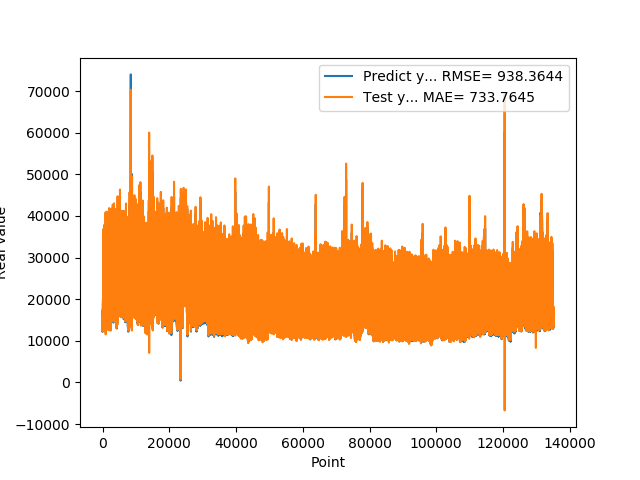 Predict y... RMSE= 938.3644
Test y... MAE= 733.7645
70000
60000
50000
40000
30000
20000
10000
0
−10000
Real value
0 20000 40000 60000 80000 100000 120000 140000
Point